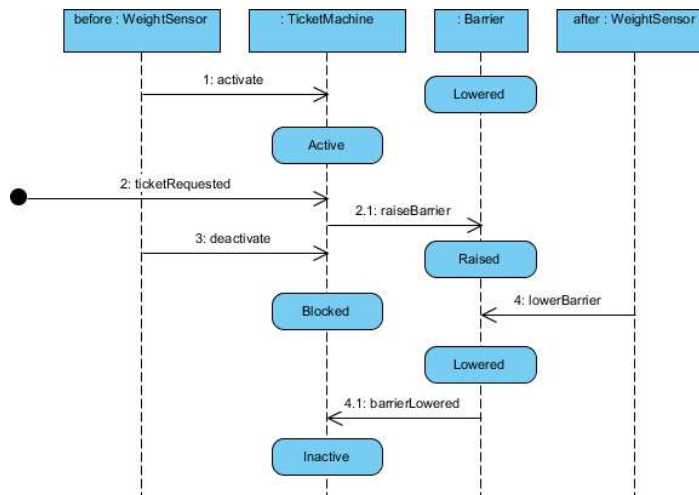 before : WeightSensor
: TicketMachine
: Barrier
after : WeightSensor
1: activate
Lowered
Active
2: ticketRequested
2.1: raiseBarrier
3: deactivate
Raised
Blocked
4: lowerBarrier
Lowered
4.1: barrierLowered
Inactive